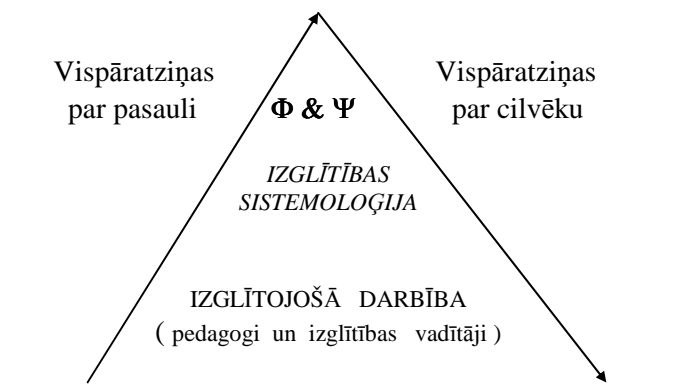 Vispāratziņas
par pasauli
Vispāratziņas
par cilvēku
Φ & Ψ
IZGLĪTĪBAS
SISTEMOLOĢIJA
IZGLĪTOJOŠĀ DARBĪBA
( pedagogi un izglītības vadītāji )